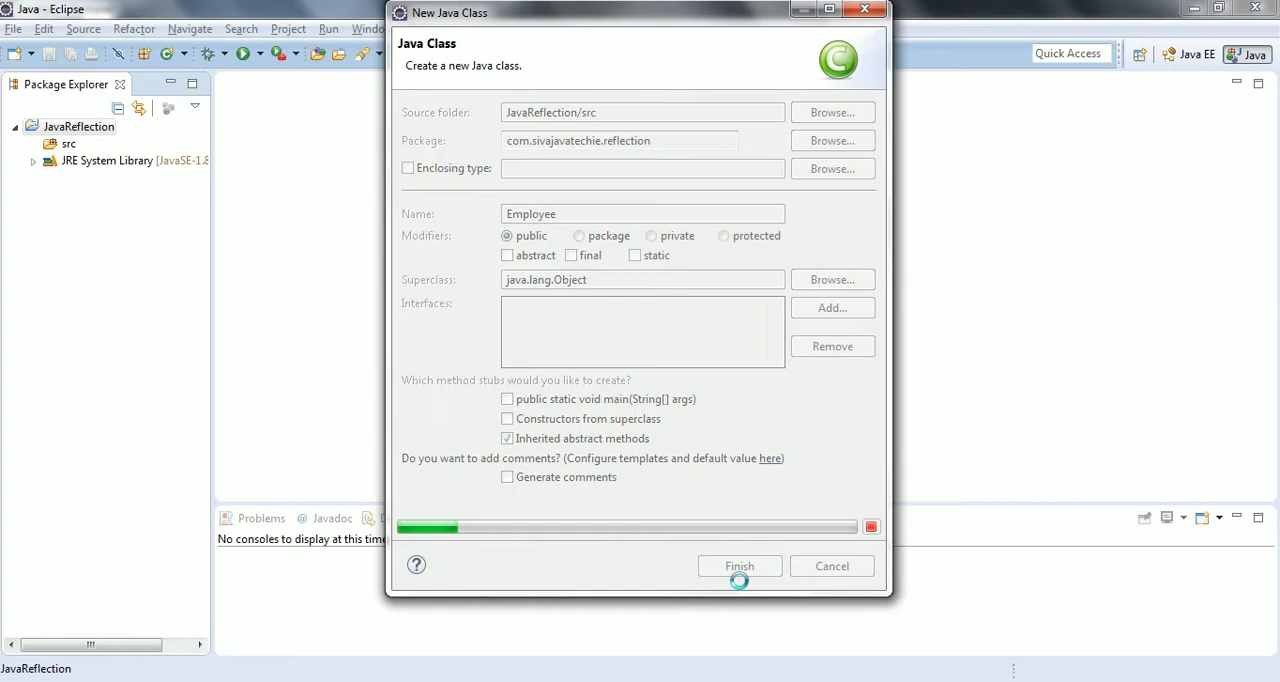 Java - Eclipse
File Edit Source Refactor Navigate Search Project Run
Quick Access Java EE Java
Package Explorer
JavaReflection
src
JRE System Library [JavaSE-1.8
New Java Class
Java Class
Create a new Java class.
Source folder: JavaReflection/src Browse...
Package: com.sivajavatechie.reflection Browse...
Enclosing type: Browse...
Name: Employee
Modifiers: public package private protected
abstract final static
Superclass: java.lang.Object Browse...
Interfaces: Add...
Remove
Which method stubs would you like to create?
public static void main(String[] args)
Constructors from superclass
Inherited abstract methods
Do you want to add comments? (Configure templates and default value here)
Generate comments
Finish Cancel
Problems @ Javadoc
No consoles to display at this time
JavaReflection